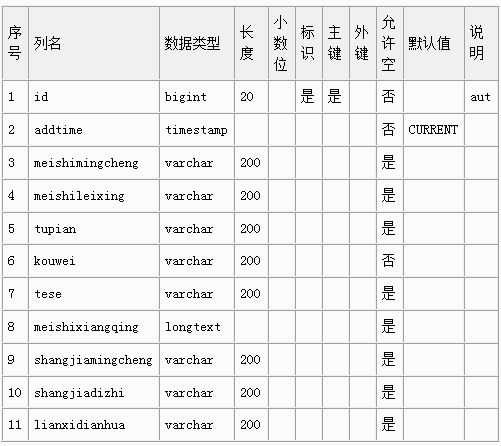 序号 列名 数据类型 长度 小数位 标识 主键 外键 允许空 默认值 说明
1 id bigint 20 是 是 否 aut
2 addtime timestamp 否 CURRENT
3 meishimingcheng varchar 200 是
4 meishileixing varchar 200 是
5 tupian varchar 200 是
6 kouwei varchar 200 否
7 tese varchar 200 是
8 meishixiangqing longtext 是
9 shangjiamingcheng varchar 200 是
10 shangjiadizhi varchar 200 是
11 lianxidianhua varchar 200 是